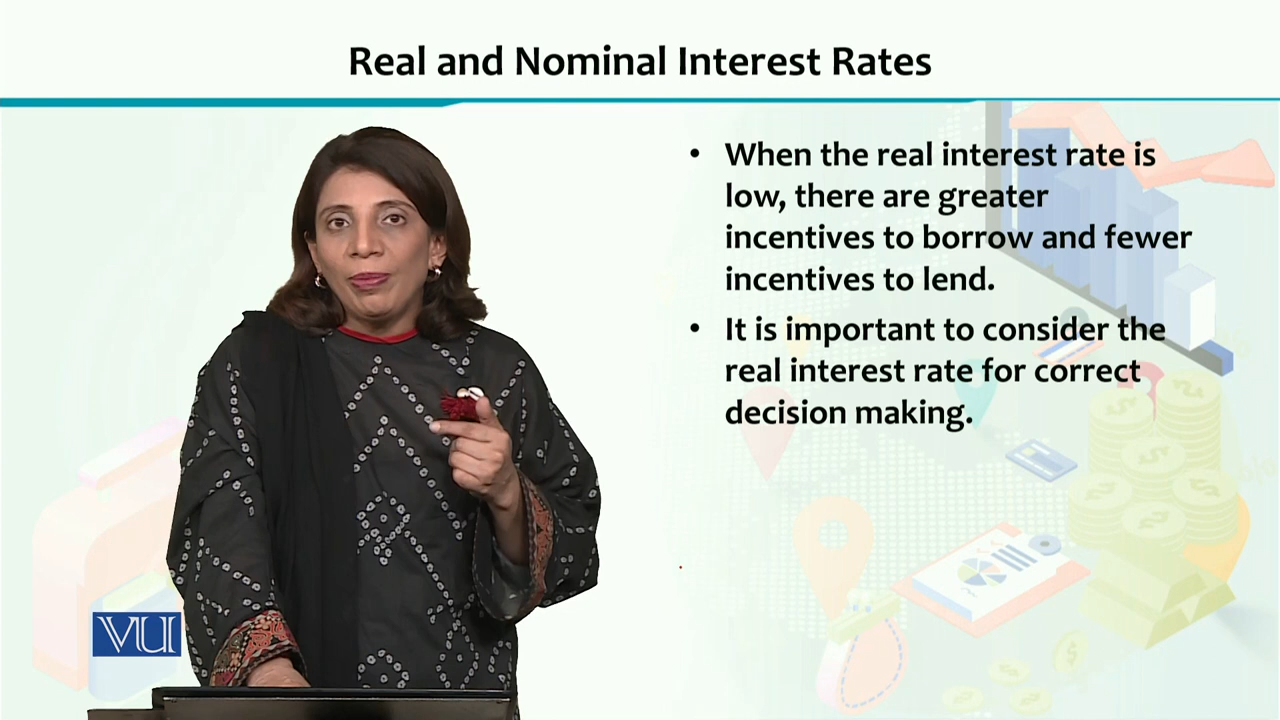 Real and Nominal Interest Rates
• When the real interest rate is
low, there are greater
incentives to borrow and fewer
incentives to lend.
• It is important to consider the
real interest rate for correct
decision making.
VU